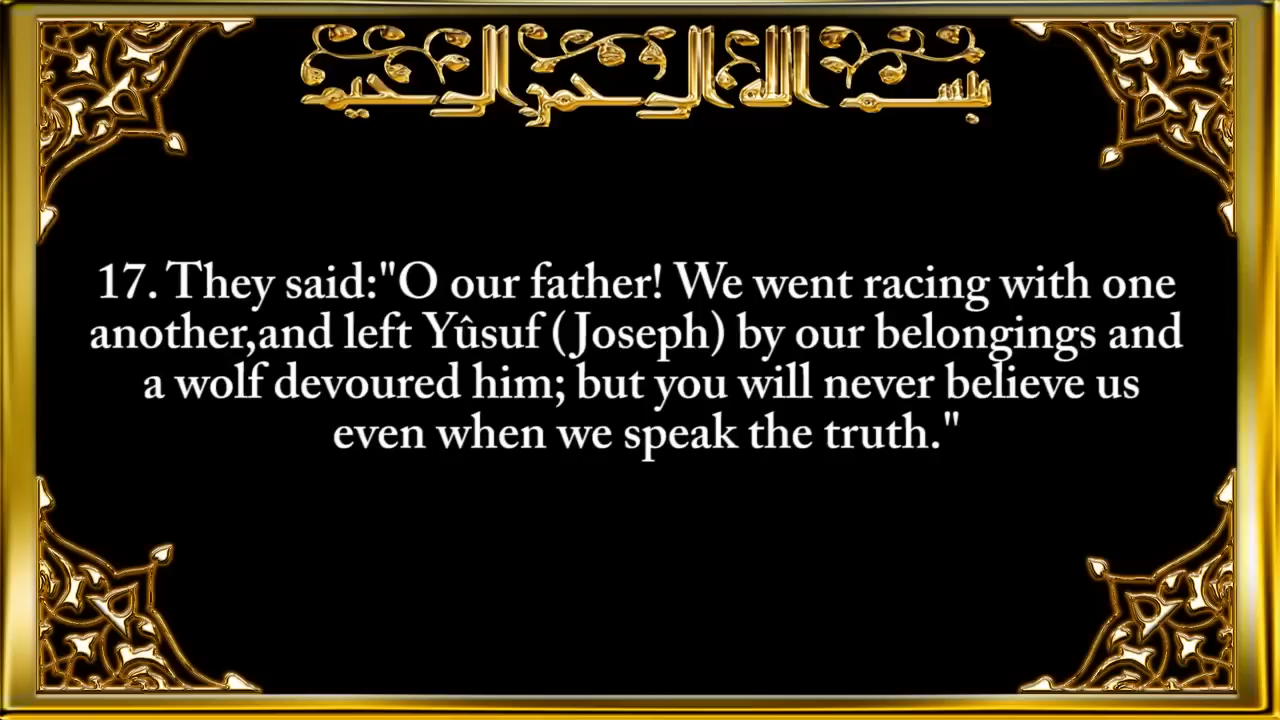 بسم الله الرحمن الرحيم
17. They said:"O our father! We went racing with one
another,and left Yûsuf (Joseph) by our belongings and
a wolf devoured him; but you will never believe us
even when we speak the truth."